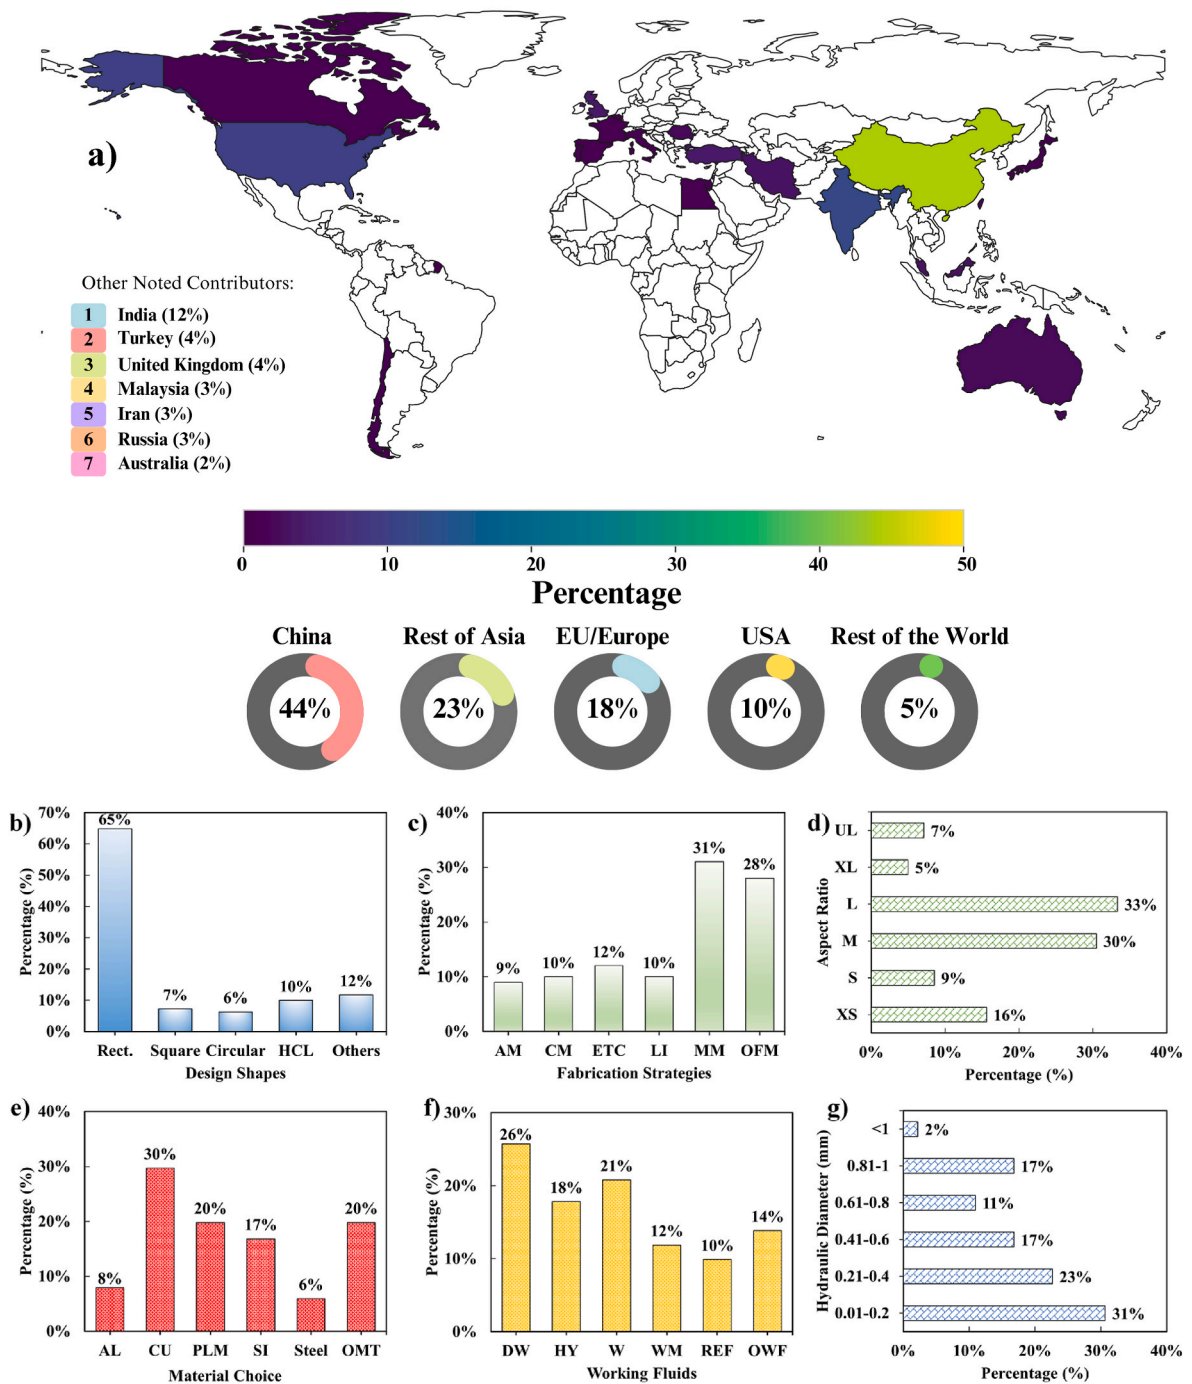 a)
Other Noted Contributors:
1 India (12%)
2 Turkey (4%)
3 United Kingdom (4%)
4 Malaysia (3%)
5 Iran (3%)
6 Russia (3%)
7 Australia (2%)
0 10 20 30 40 50
Percentage
China Rest of Asia EU/Europe USA Rest of the World
44% 23% 18% 10% 5%
b)
Percentage (%)
70%
60%
50%
40%
30%
20%
10%
0%
65% 7% 6% 10% 12%
Rect. Square Circular HCL Others
Design Shapes
c)
Percentage (%)
40%
30%
20%
10%
0%
9% 10% 12% 10% 31% 28%
AM CM ETC LI MM OFM
Fabrication Strategies
d)
Aspect Ratio
UL 7%
XL 5%
L 33%
M 30%
S 9%
XS 16%
0% 10% 20% 30% 40%
Percentage (%)
e)
Percentage (%)
40%
30%
20%
10%
0%
8% 30% 20% 17% 6% 20%
AL CU PLM SI Steel OMT
Material Choice
f)
Percentage (%)
30%
20%
10%
0%
26% 18% 21% 12% 10% 14%
DW HY W WM REF OWF
Working Fluids
g)
Hydraulic Diameter (mm)
<1 2%
0.81-1 17%
0.61-0.8 11%
0.41-0.6 17%
0.21-0.4 23%
0.01-0.2 31%
0% 10% 20% 30% 40%
Percentage (%)